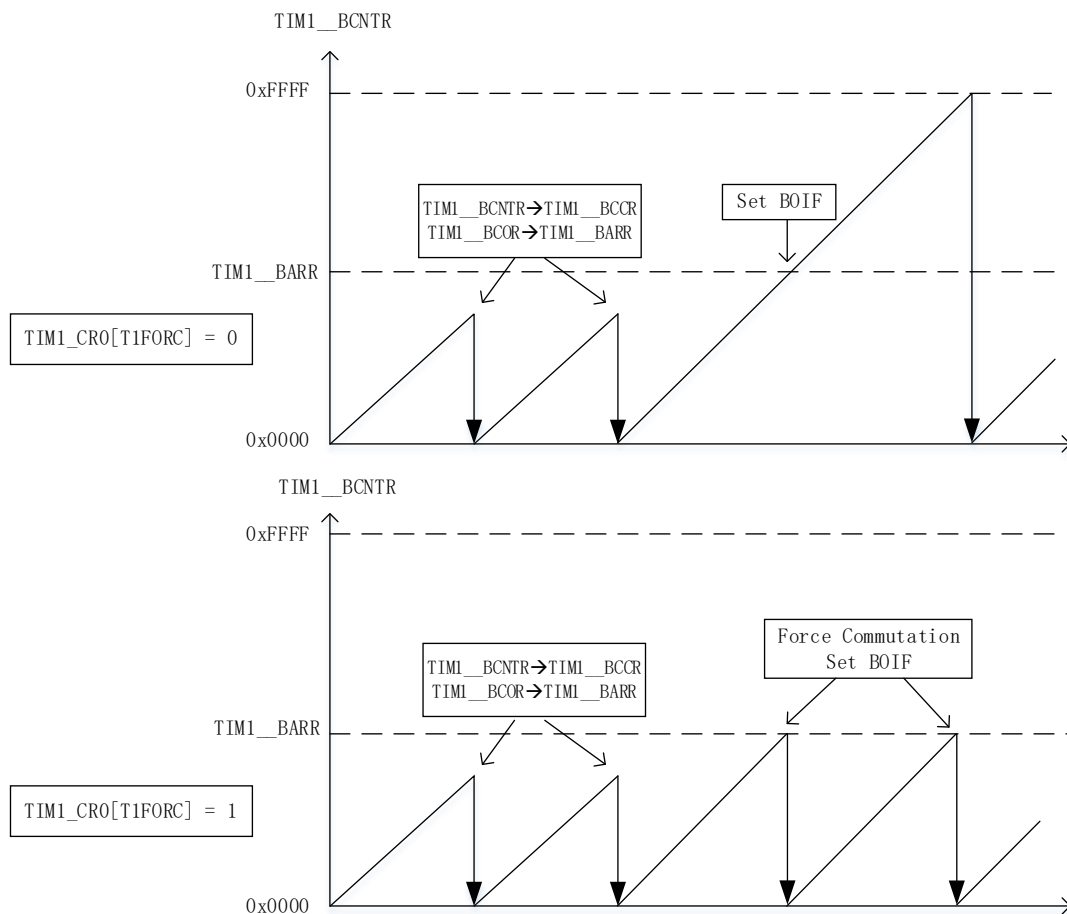 TIM1__BCNTR
0xFFFF
TIM1__BCNTR→TIM1__BCCR
TIM1__BCOR→TIM1__BARR
Set BOIF
TIM1__BARR
TIM1_CR0[T1FORC] = 0
0x0000
TIM1__BCNTR
0xFFFF
Force Commutation
Set BOIF
TIM1__BCNTR→TIM1__BCCR
TIM1__BCOR→TIM1__BARR
TIM1__BARR
TIM1_CR0[T1FORC] = 1
0x0000